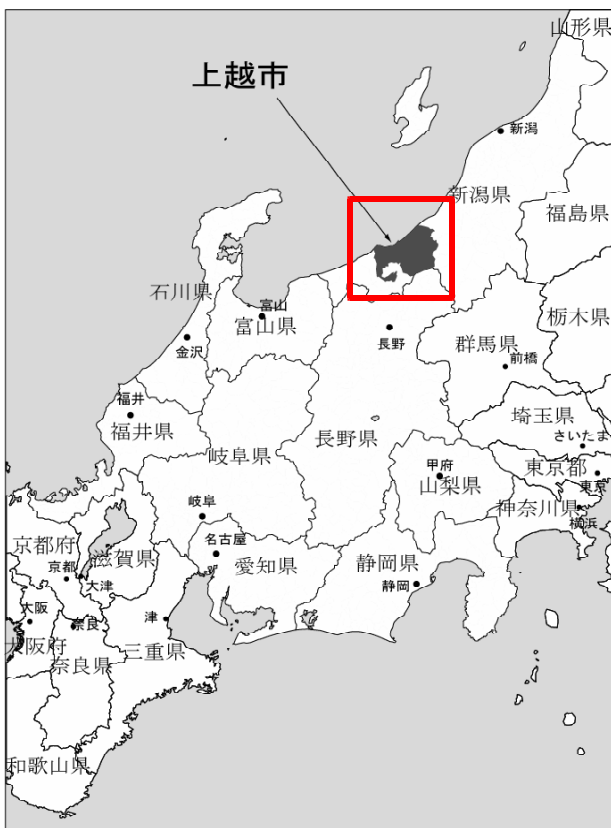 山形県
上越市
新潟
新潟県
福島県
石川県
富山
富山県
栃木県
金沢
長野
群馬県
前橋
福井
福井県
埼玉県
さいたま
長野県
岐阜県
甲府
山梨県
東京都
東京
神奈川県
横浜
岐阜
京都府
滋賀県
名古屋
愛知県
静岡県
京都
大津
静岡
大阪
奈良
津
大阪府
奈良県
三重県
和歌山県